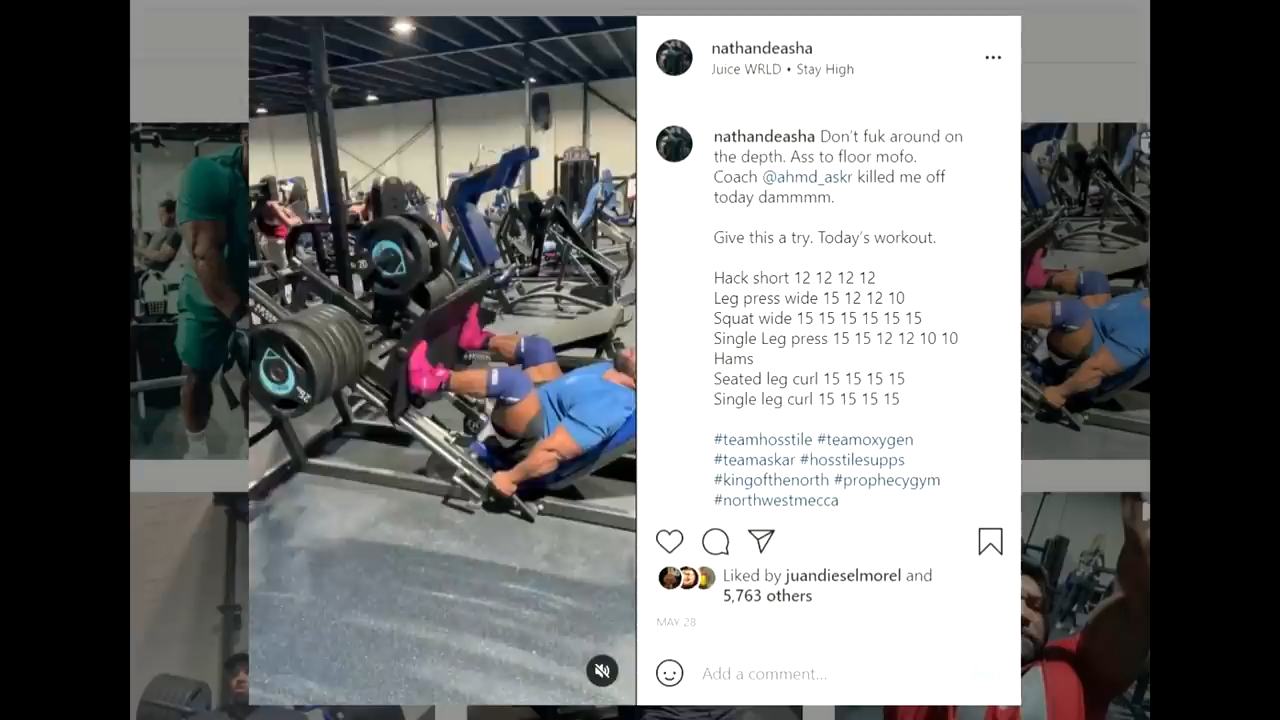 nathandeasha
Juice WRLD • Stay High
nathandeasha Don't fuk around on
the depth. Ass to floor mofo.
Coach @ahmd_askr killed me off
today dammmm.
Give this a try. Today's workout.
Hack short 12 12 12 12
Leg press wide 15 12 12 10
Squat wide 15 15 15 15 15 15
Single Leg press 15 15 12 12 10 10
Hams
Seated leg curl 15 15 15 15
Single leg curl 15 15 15 15
#teamhosstile #teamoxygen
#teamaskar #hosstilesupps
#kingofthenorth #prophecygym
#northwestmecca
Liked by juandieselmorel and
5,763 others
MAY 28
Add a comment...